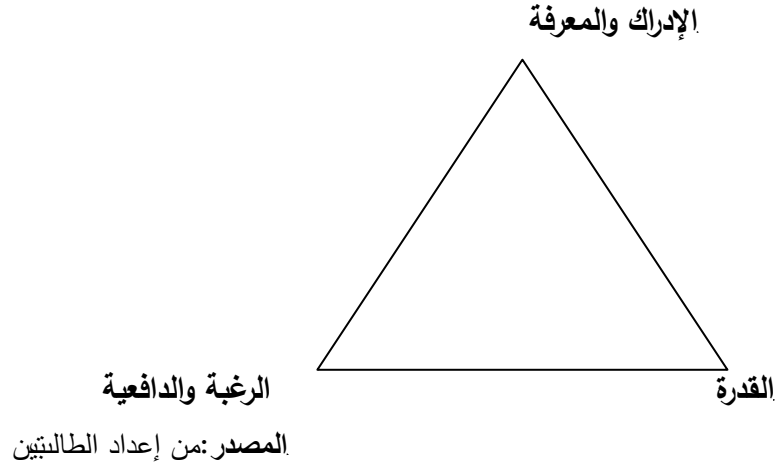 الإدراك والمعرفة
القدرة
الرغبة والدافعية
المصدر:من إعداد الطالبتين